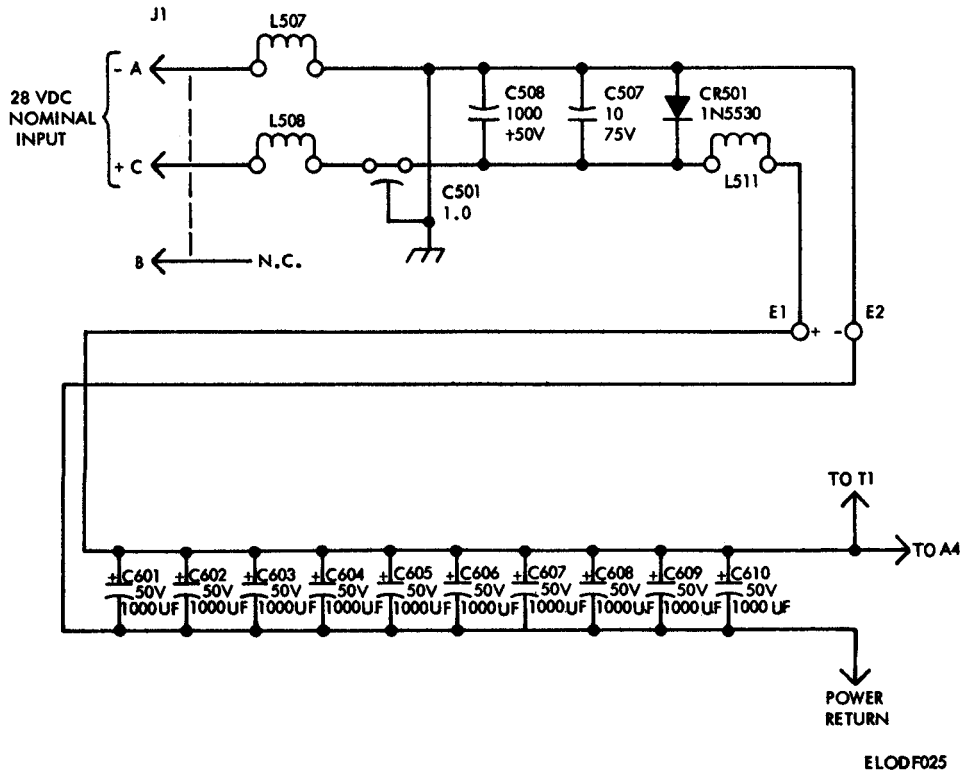 J1
L507
- A
28 VDC
NOMINAL
INPUT
C508
1000
+50V
C507
10
75V
CR501
1N5530
L508
+ C
C501
1.0
L511
B
N.C.
E1
+
-
E2
TO T1
TO A4
+C601
50V
1000UF
+C602
50V
1000UF
+C603
50V
1000UF
+C604
50V
1000UF
+C605
50V
1000UF
+C606
50V
1000UF
+C607
50V
1000UF
+C608
50V
1000UF
+C609
50V
1000UF
+C610
50V
1000 UF
POWER
RETURN
ELODF025